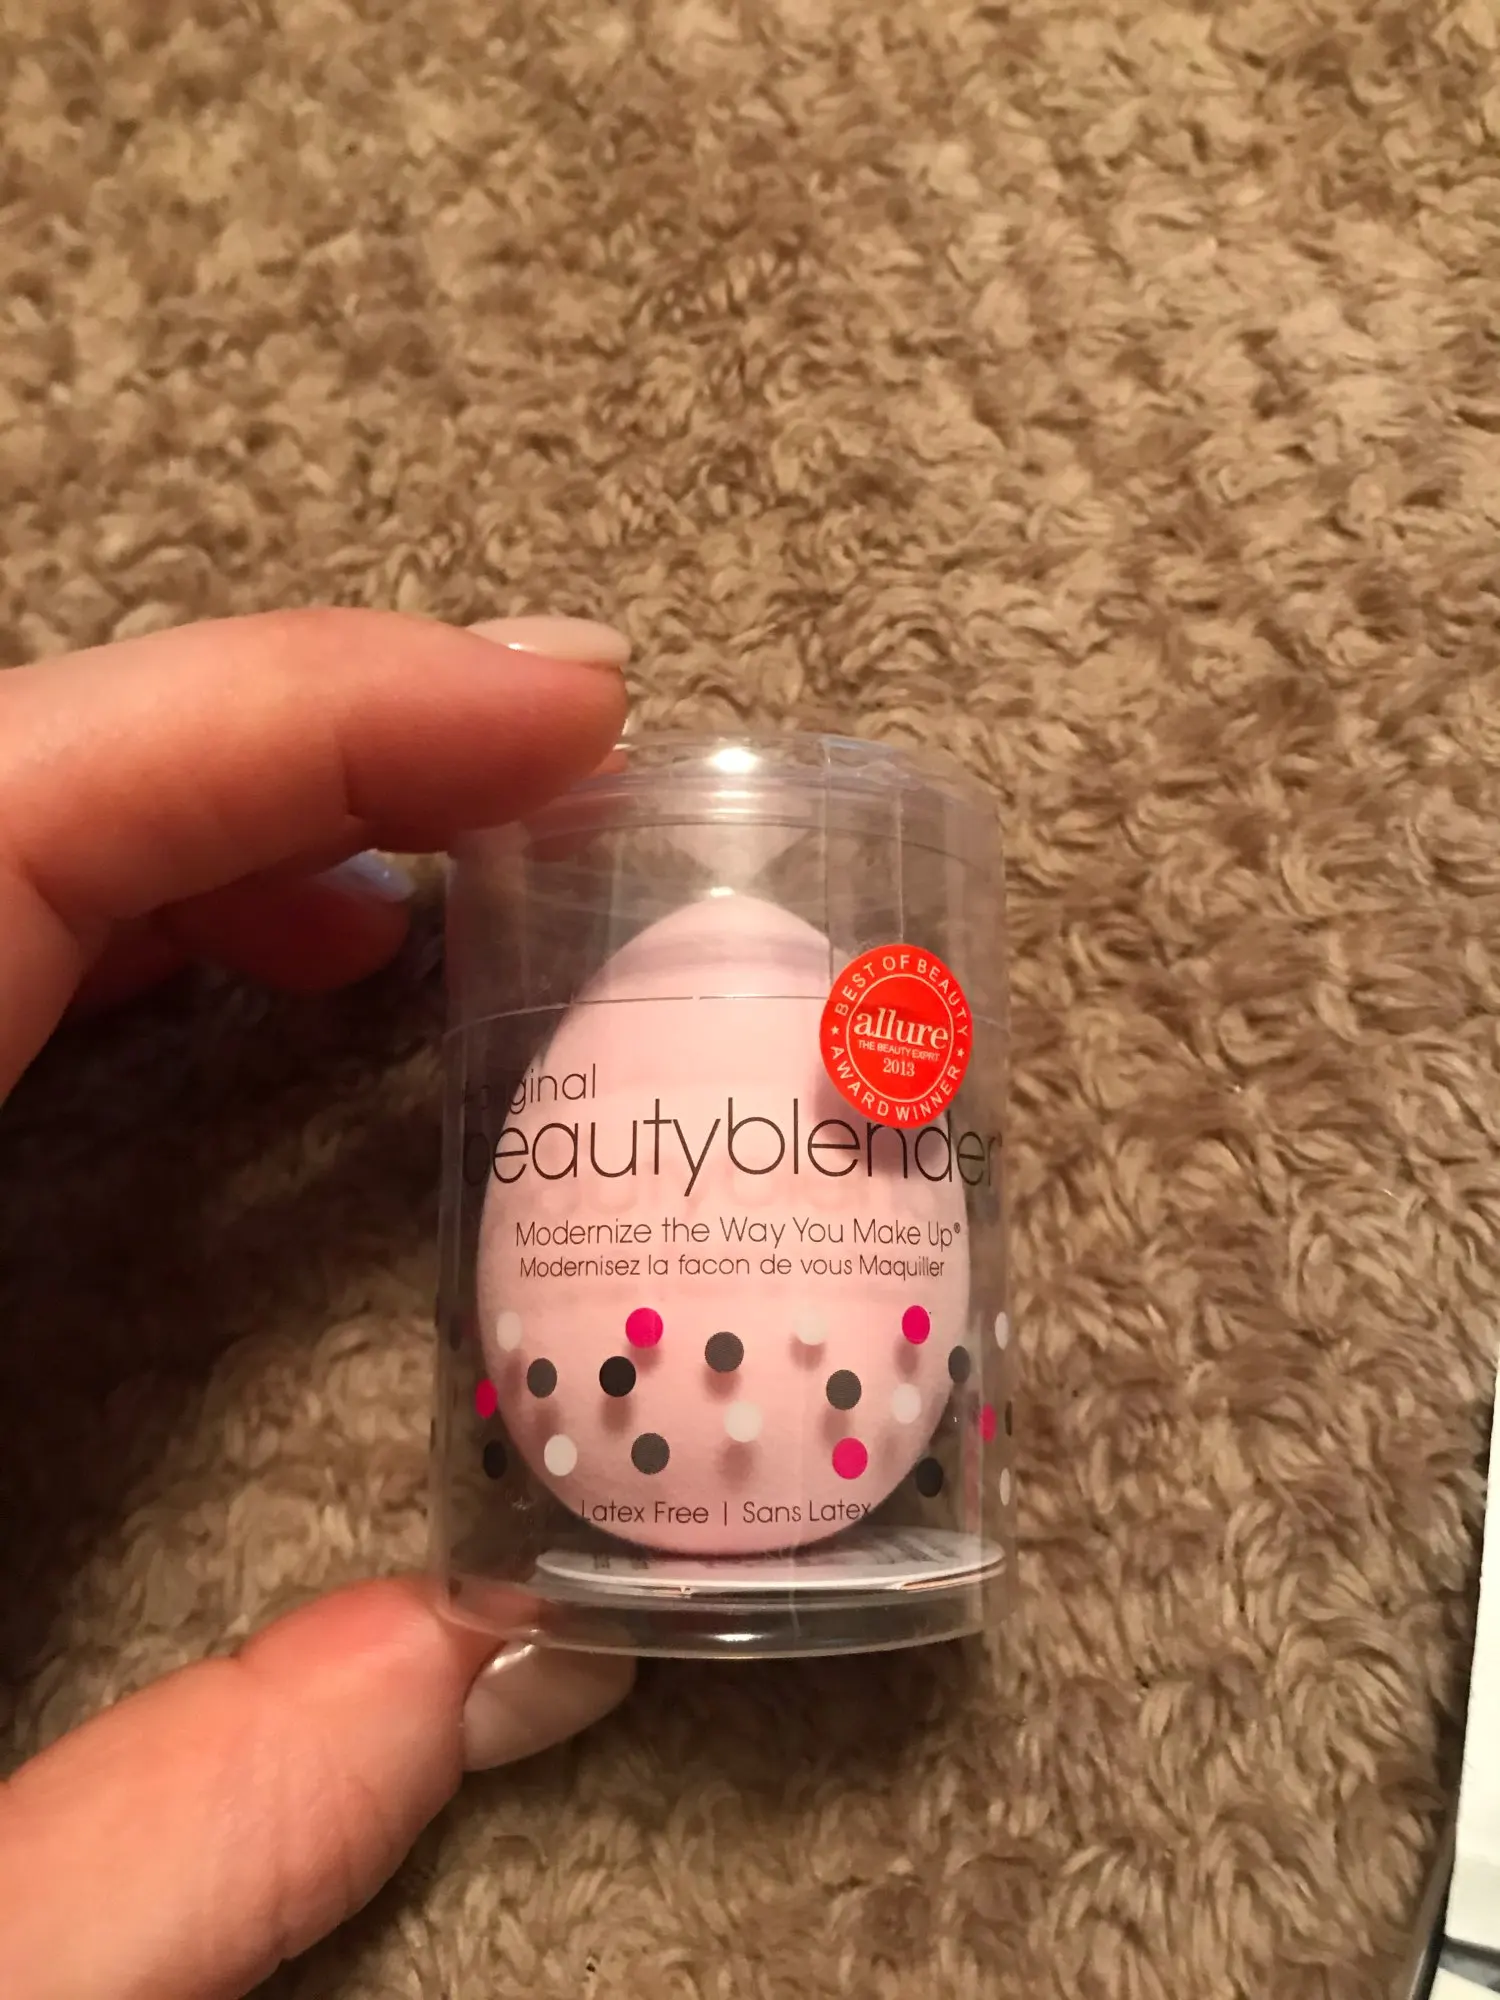 BEST OF BEAUTY
allure
THE BEAUTY EXPERT
2013
AWARD WINNER
original
beautyblender
Modernize the Way You Make Up®
Modernisez la facon de vous Maquiller
Latex Free | Sans Latex